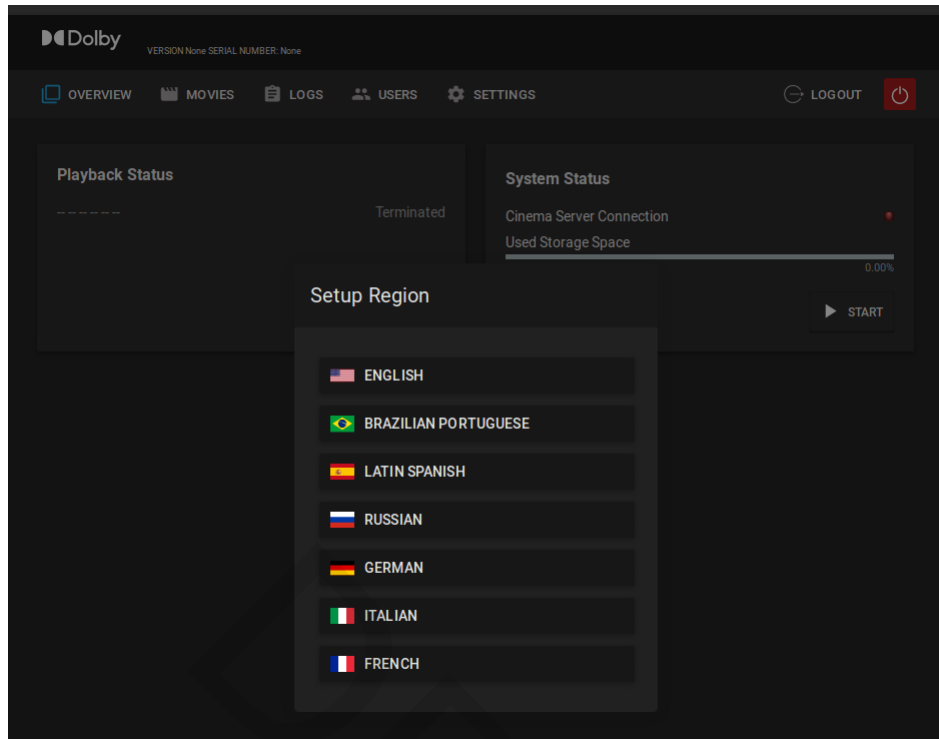 Dolby
VERSION None SERIAL NUMBER: None
OVERVIEW MOVIES LOGS USERS SETTINGS LOGOUT
Playback Status
-- -- -- -- -- -- Terminated
System Status
Cinema Server Connection
Used Storage Space
0.00%
START
Setup Region
ENGLISH
BRAZILIAN PORTUGUESE
LATIN SPANISH
RUSSIAN
GERMAN
ITALIAN
FRENCH